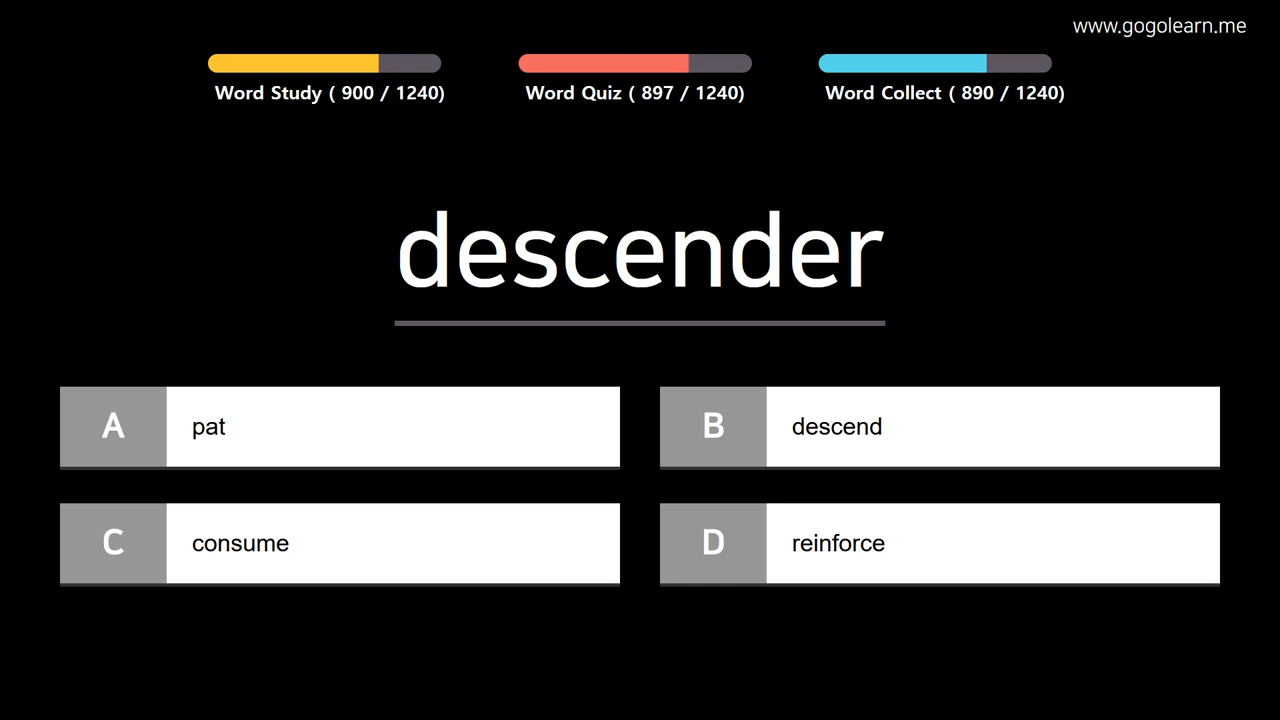 www.gogolearn.me
Word Study ( 900 / 1240)
Word Quiz ( 897 / 1240)
Word Collect ( 890 / 1240)
descender
A
pat
B
descend
C
consume
D
reinforce